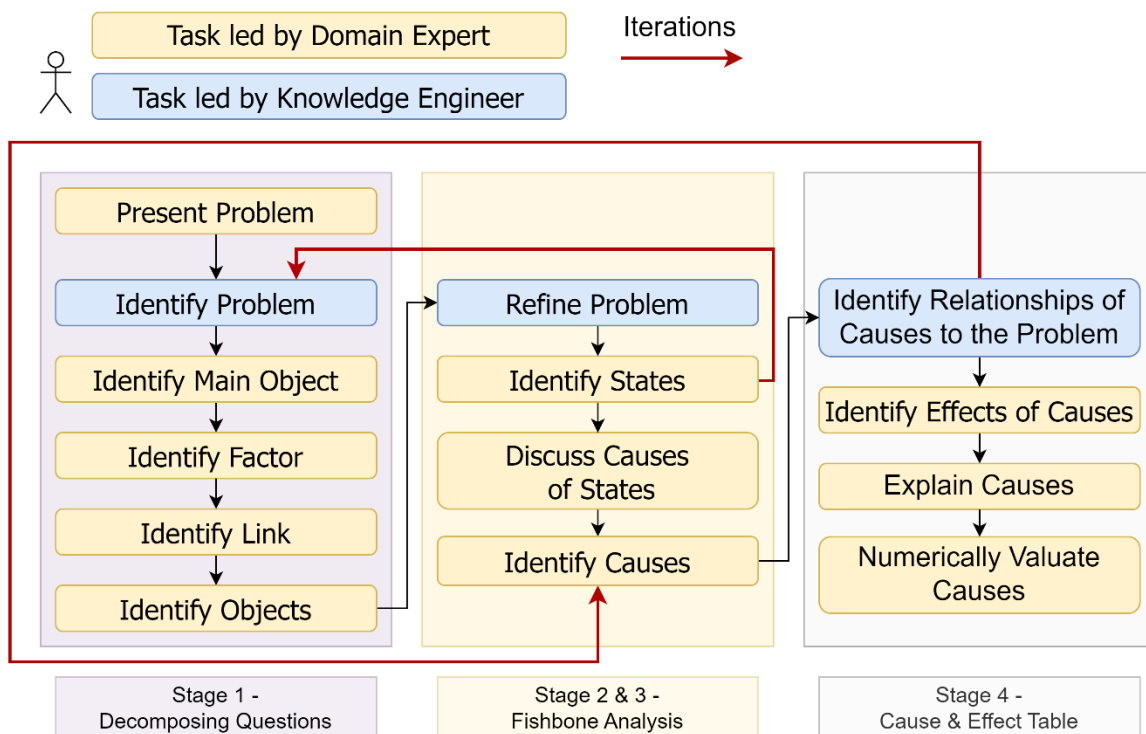 Task led by Domain Expert
Iterations
Task led by Knowledge Engineer
Present Problem
Identify Problem
Identify Main Object
Identify Factor
Identify Link
Identify Objects
Stage 1 -
Decomposing Questions
Refine Problem
Identify States
Discuss Causes
of States
Identify Causes
Stage 2 & 3 -
Fishbone Analysis
Identify Relationships of
Causes to the Problem
Identify Effects of Causes
Explain Causes
Numerically Valuate
Causes
Stage 4 -
Cause & Effect Table